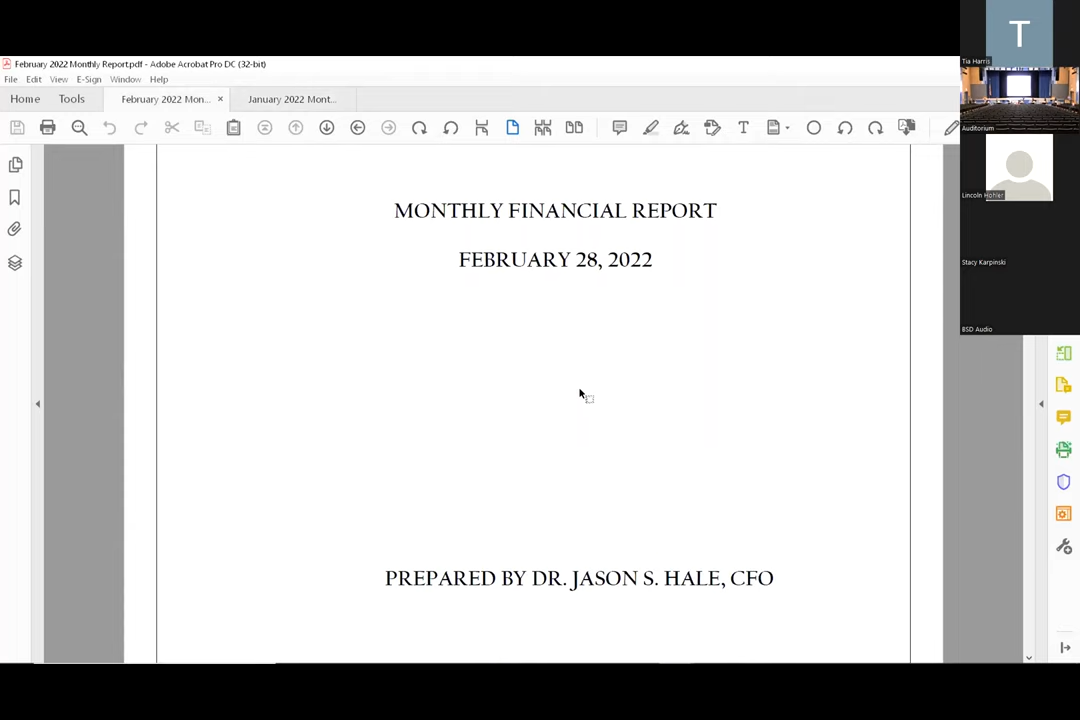 February 2022 Monthly Report.pdf - Adobe Acrobat Pro DC (32-bit)
File Edit View E-Sign Window Help
Home Tools February 2022 Mon... × January 2022 Mont...
MONTHLY FINANCIAL REPORT
FEBRUARY 28, 2022
PREPARED BY DR. JASON S. HALE, CFO
T
Tia Harris
Auditorium
Lincoln Hohler
Stacy Karpinski
BSD Audio